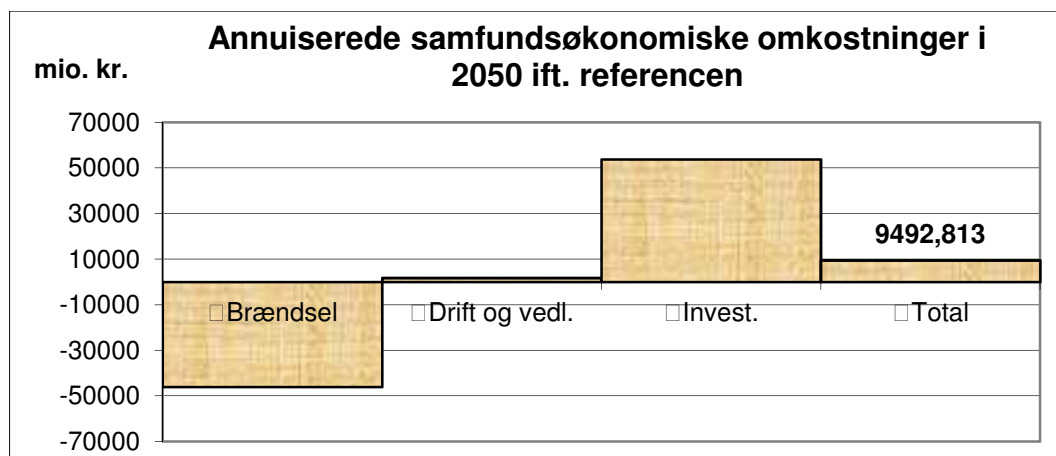 Annuiserede samfundsøkonomiske omkostninger i
2050 ift. referencen
mio. kr.
70000
50000
30000
10000
-10000
-30000
-50000
-70000
9492,813
□Brændsel
□Drift og vedl.
□Invest.
□Total